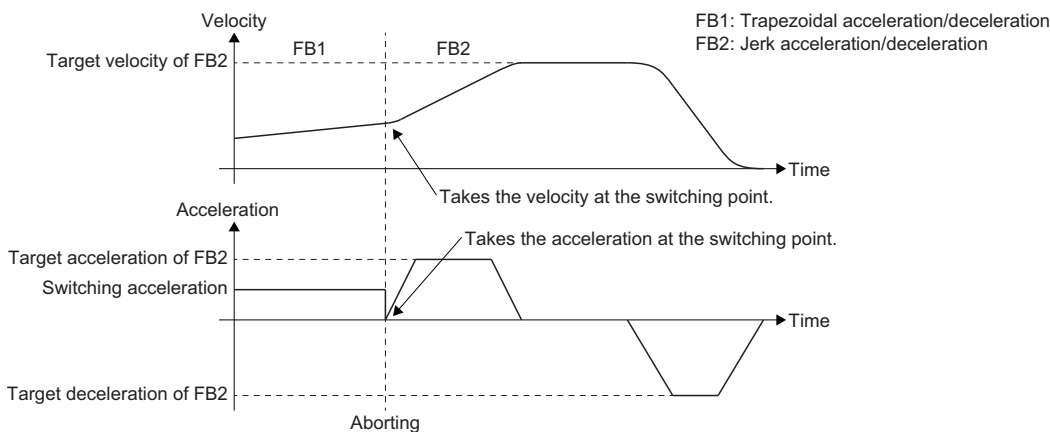 Velocity
FB1: Trapezoidal acceleration/deceleration
FB2: Jerk acceleration/deceleration
FB1
FB2
Target velocity of FB2
Time
Takes the velocity at the switching point.
Acceleration
Takes the acceleration at the switching point.
Target acceleration of FB2
Switching acceleration
Time
Target deceleration of FB2
Aborting